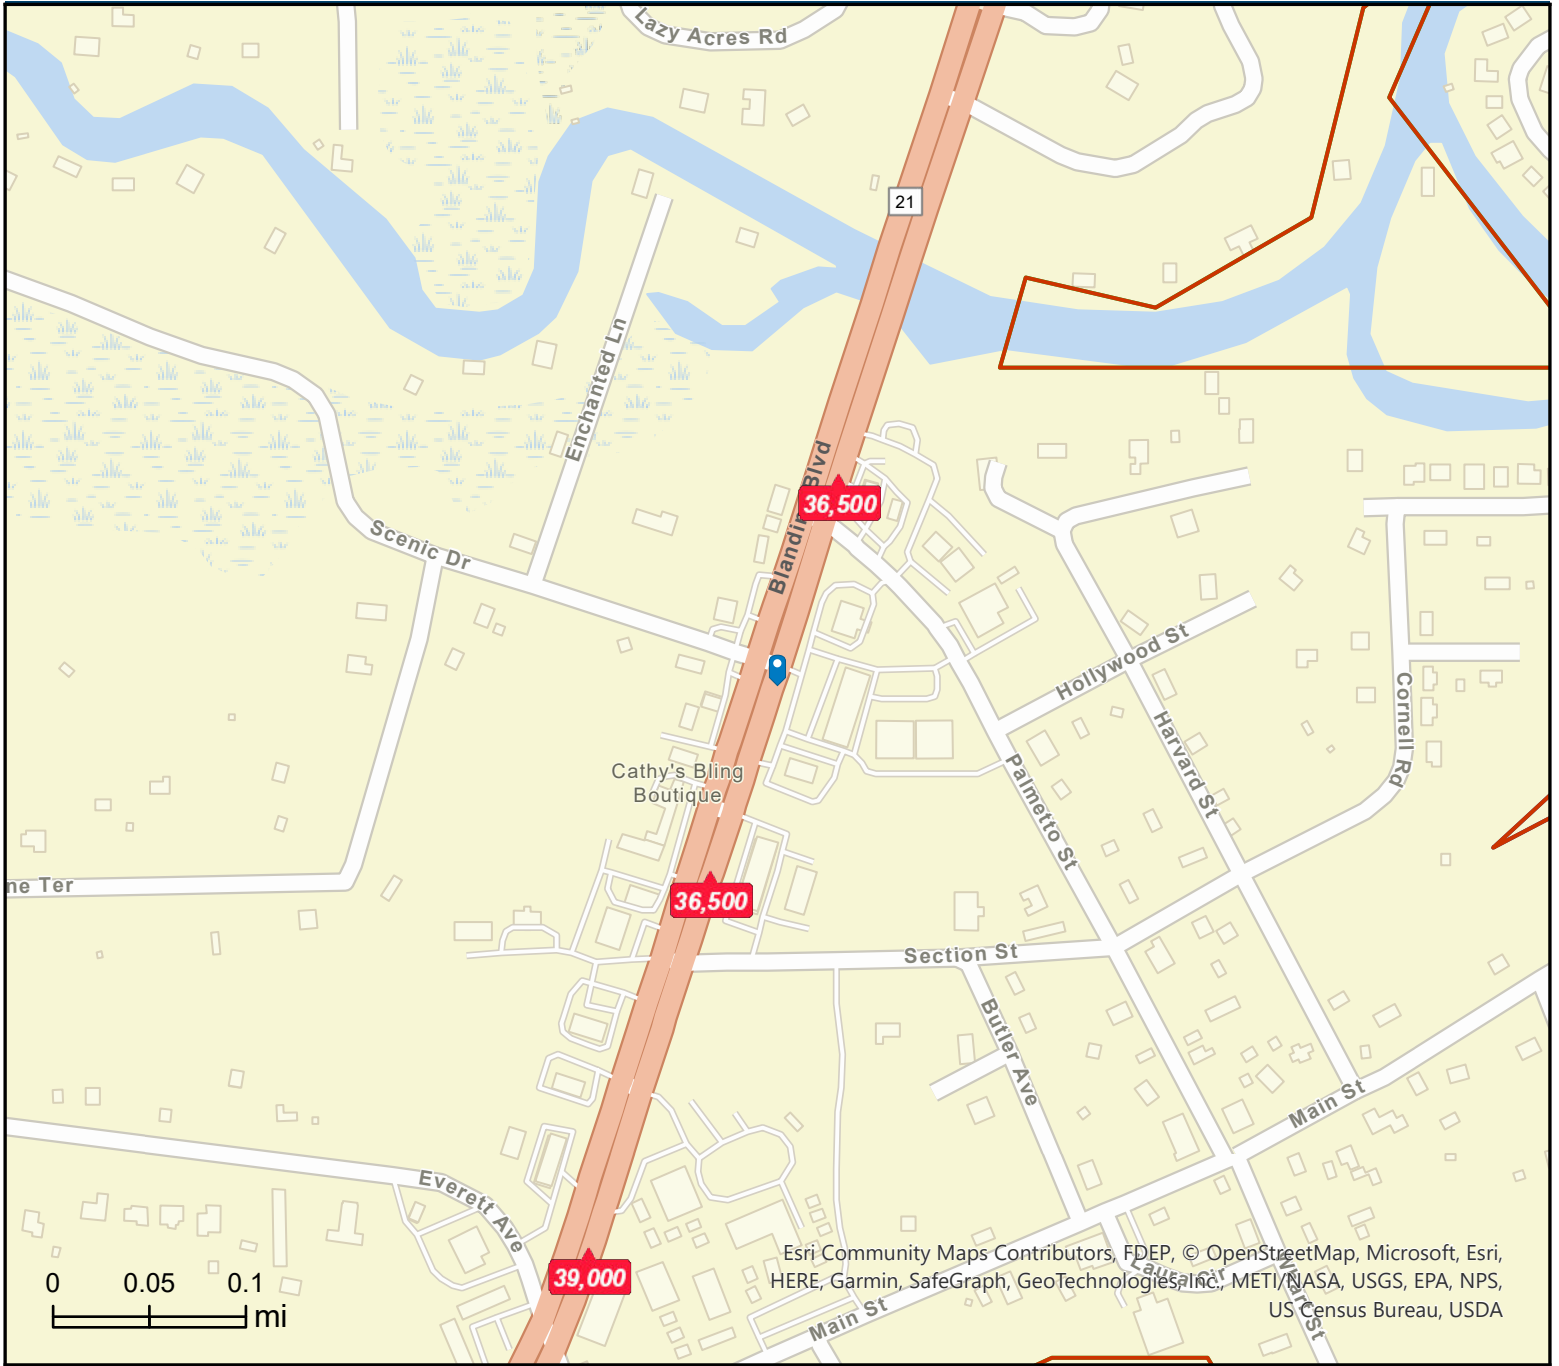 Lazy Acres Rd
21
Enchanted Ln
Blanding Blvd
36,500
Scenic Dr
Hollywood St
Cornell Rd
Harvard St
Palmetto St
Cathy's Bling
Boutique
ne Ter
36,500
Section St
Butler Ave
Main St
Everett Ave
39,000
Laura Cir
Main St
0 0.05 0.1
mi
Esri Community Maps Contributors, FDEP, © OpenStreetMap, Microsoft, Esri,
HERE, Garmin, SafeGraph, GeoTechnologies, Inc., METI/NASA, USGS, EPA, NPS,
US Census Bureau, USDA